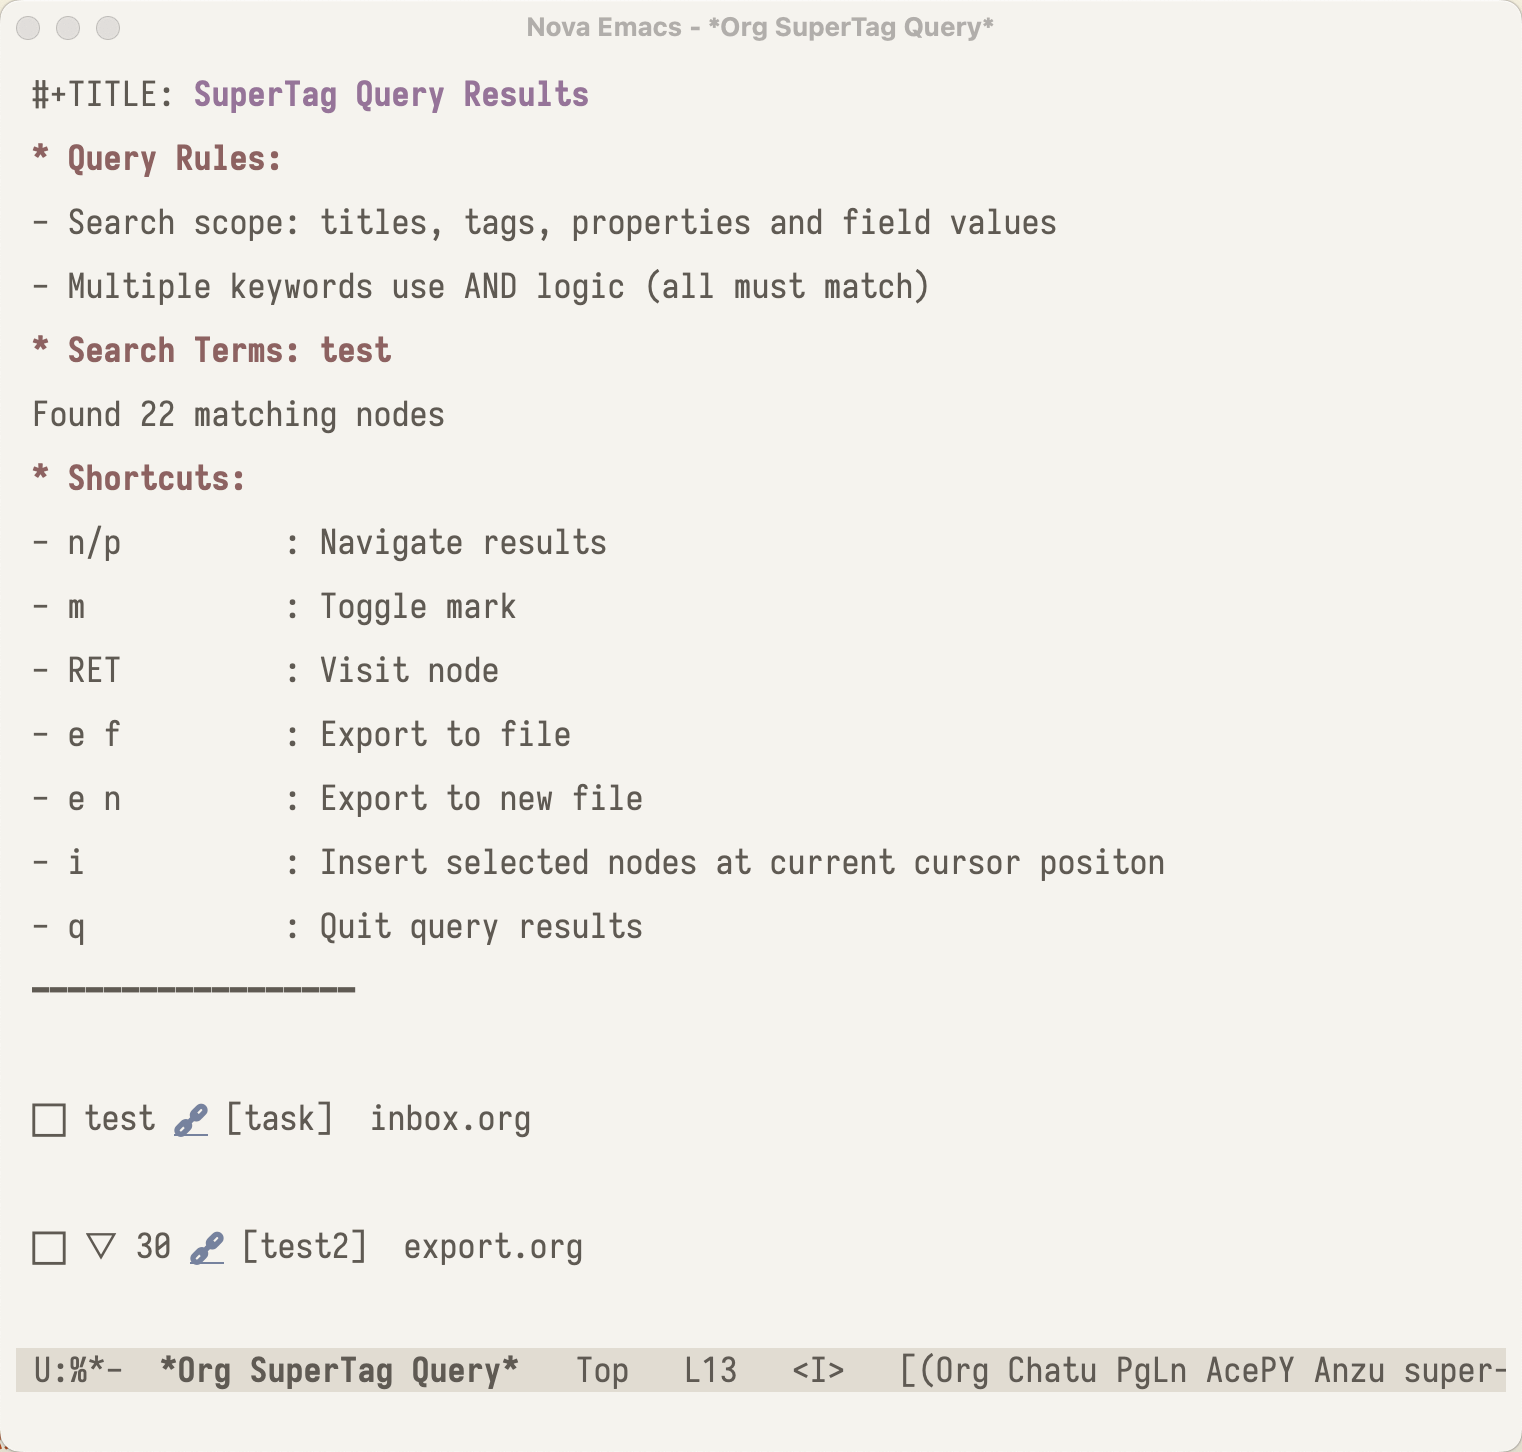 Nova Emacs - *Org SuperTag Query*
#+TITLE: SuperTag Query Results
* Query Rules:
- Search scope: titles, tags, properties and field values
- Multiple keywords use AND logic (all must match)
* Search Terms: test
Found 22 matching nodes
* Shortcuts:
- n/p : Navigate results
- m : Toggle mark
- RET : Visit node
- e f : Export to file
- e n : Export to new file
- i : Insert selected nodes at current cursor positon
- q : Quit query results
test [task] inbox.org
▽ 30 [test2] export.org
U:%*- *Org SuperTag Query* Top L13 <I> [(Org Chatu PgLn AcePY Anzu super-